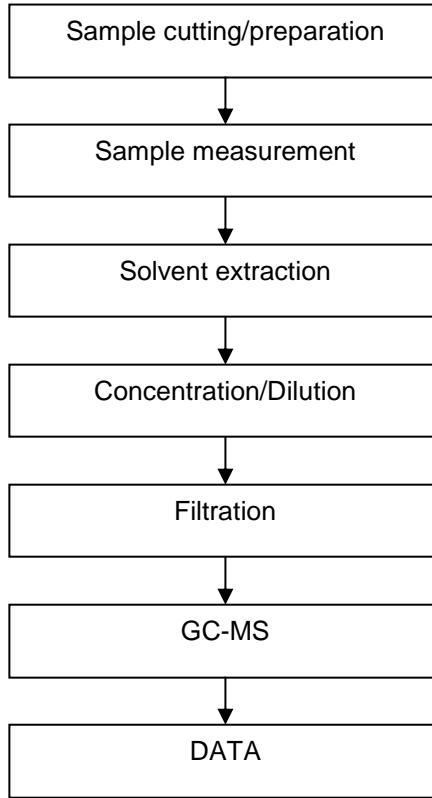 Sample cutting/preparation
Sample measurement
Solvent extraction
Concentration/Dilution
Filtration
GC-MS
DATA